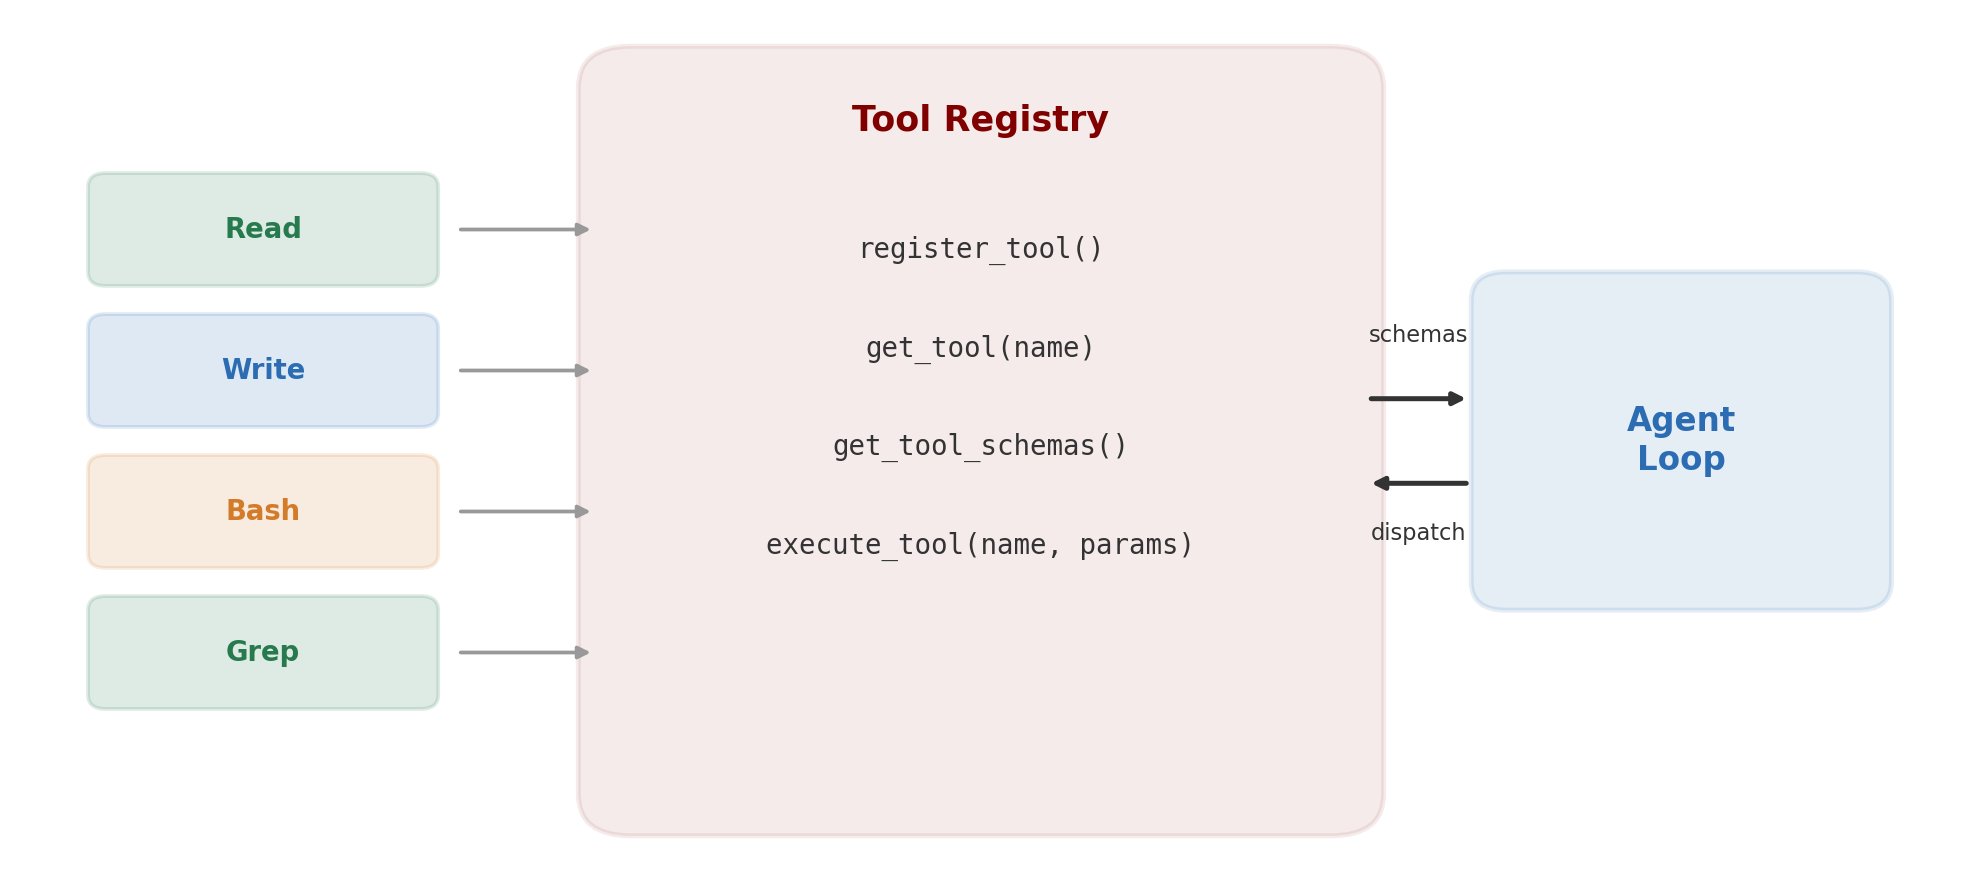 Tool Registry
Read
Write
Bash
Grep
register_tool()
get_tool(name)
get_tool_schemas()
execute_tool(name, params)
schemas
dispatch
Agent
Loop